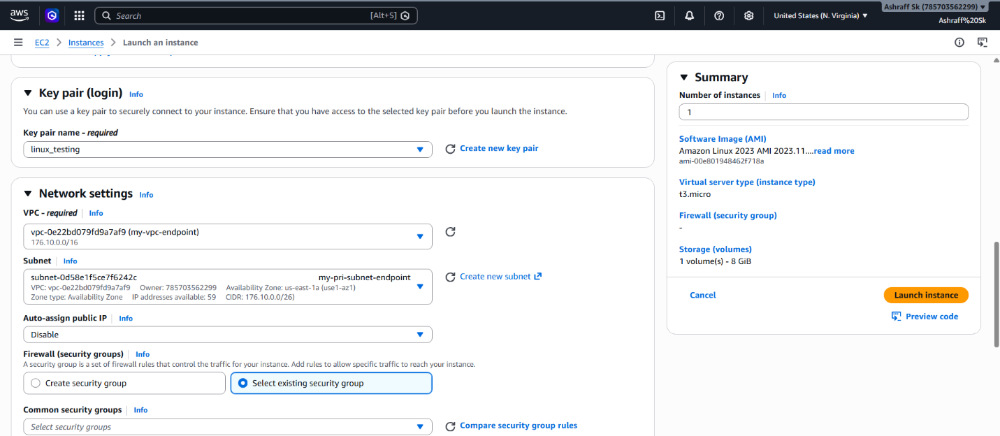 aws
Search
[Alt+S]
United States (N. Virginia) ▼
Ashraff Sk (785703562299) ▼
Ashraff%20Sk
EC2 > Instances > Launch an instance
▼ Key pair (login) Info
You can use a key pair to securely connect to your instance. Ensure that you have access to the selected key pair before you launch the instance.
Key pair name - required
linux_testing
Create new key pair
▼ Network settings Info
VPC - required Info
vpc-0e22bd079fd9a7af9 (my-vpc-endpoint)
176.10.0.0/16
Subnet Info
subnet-0d58e1f5ce7f6242c my-pri-subnet-endpoint
VPC: vpc-0e22bd079fd9a7af9 Owner: 785703562299 Availability Zone: us-east-1a (use1-az1)
Zone type: Availability Zone IP addresses available: 59 CIDR: 176.10.0.0/26)
Create new subnet
Auto-assign public IP Info
Disable
Firewall (security groups) Info
A security group is a set of firewall rules that control the traffic for your instance. Add rules to allow specific traffic to reach your instance.
Create security group
Select existing security group
Common security groups Info
Select security groups
Compare security group rules
▼ Summary
Number of instances Info
1
Software Image (AMI)
Amazon Linux 2023 AMI 2023.11....read more
ami-00e801948462f718a
Virtual server type (instance type)
t3.micro
Firewall (security group)
-
Storage (volumes)
1 volume(s) - 8 GiB
Cancel
Launch instance
Preview code